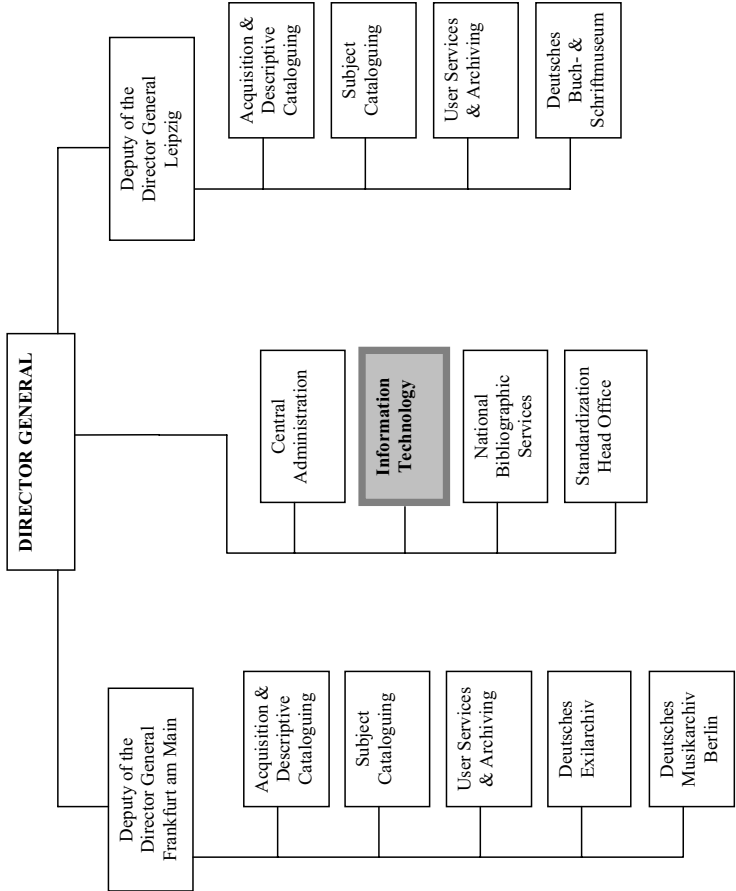 DIRECTOR GENERAL
Deputy of the
Director General
Frankfurt am Main
Acquisition &
Descriptive
Cataloguing
Subject
Cataloguing
User Services
& Archiving
Deutsches
Exilarchiv
Deutsches
Musikarchiv
Berlin
Central
Administration
Information
Technology
National
Bibliographic
Services
Standardization
Head Office
Deputy of the
Director General
Leipzig
Acquisition &
Descriptive
Cataloguing
Subject
Cataloguing
User Services
& Archiving
Deutsches
Buch- &
Schriftmuseum